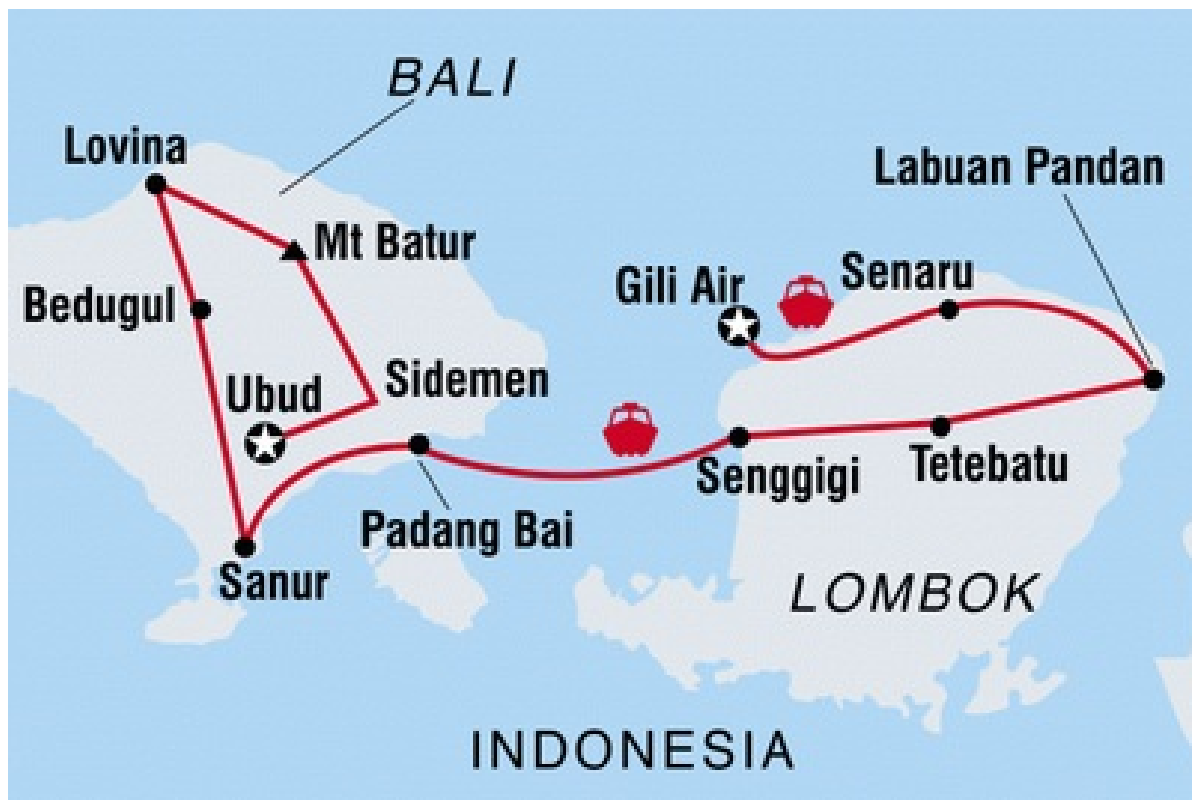 BALI
Lovina
Labuan Pandan
Mt Batur
Senaru
Gili Air
Bedugul
Ubud
Sidemen
Tetebatu
Senggigi
Padang Bai
Sanur
LOMBOK
INDONESIA